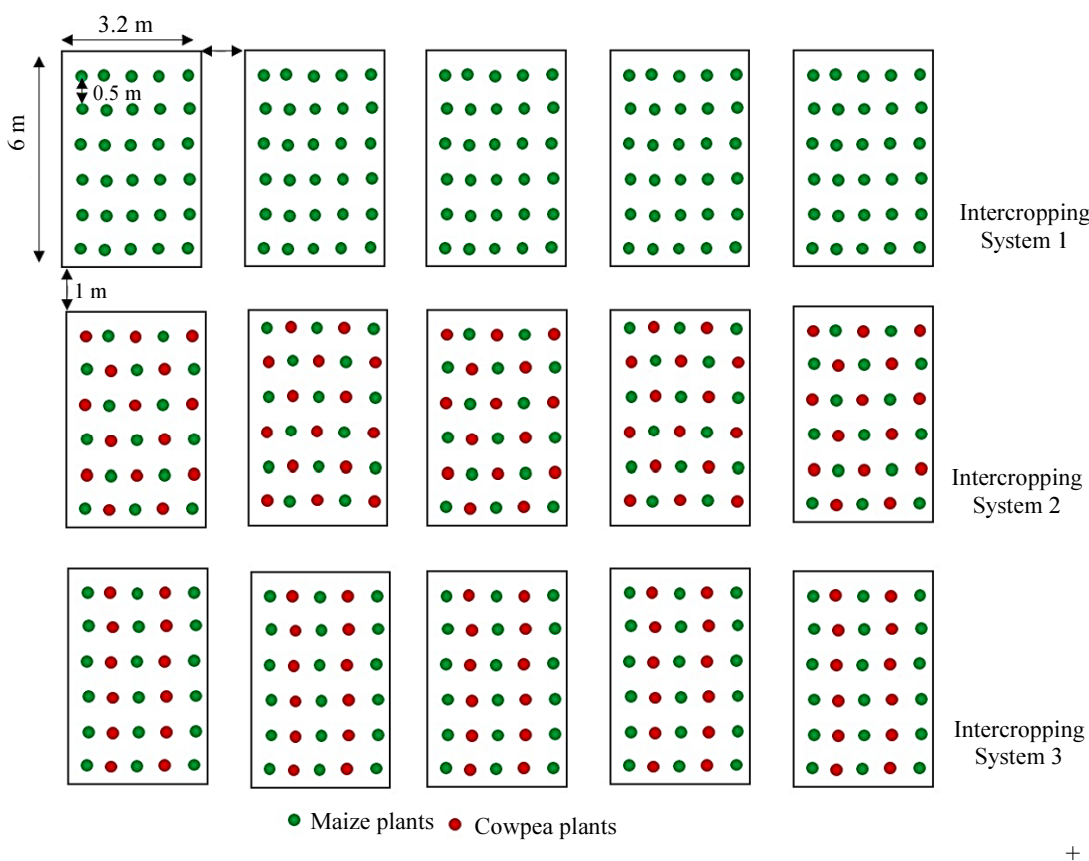 3.2 m
0.5 m
6 m
Intercropping
System 1
1 m
Intercropping
System 2
Intercropping
System 3
Maize plants Cowpea plants
+